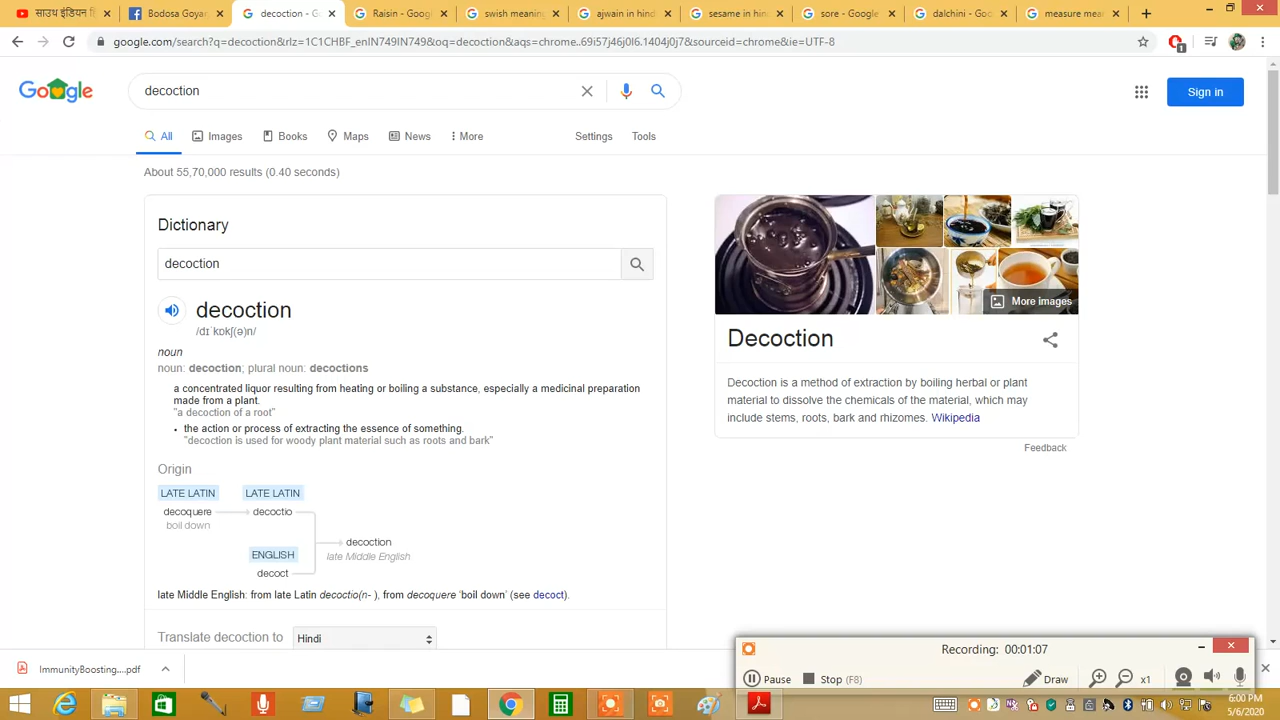 साउथ इंडियन हि
Bodosa Goya
decoction - G
Raisin - Goog
swish meanin
ajwain in hind
sesame in hin
sore - Google
dalchini - Goo
measure mea
google.com/search?q=decoction&rlz=1C1CHBF_enIN749IN749&oq=decoction&aqs=chrome..69i57j46j0l6.1404j0j7&sourceid=chrome&ie=UTF-8
1
Google
decoction
Sign in
All Images Books Maps News More Settings Tools
About 55,70,000 results (0.40 seconds)
Dictionary
decoction
decoction
/dɪˈkɒkʃ(ə)n/
noun
noun: decoction; plural noun: decoctions
a concentrated liquor resulting from heating or boiling a substance, especially a medicinal preparation
made from a plant.
"a decoction of a root"
• the action or process of extracting the essence of something.
"decoction is used for woody plant material such as roots and bark"
Origin
LATE LATIN LATE LATIN
decoquere decoctio
boil down
decoction
ENGLISH late Middle English
decoct
late Middle English: from late Latin decoctio(n- ), from decoquere ‘boil down’ (see decoct).
Translate decoction to Hindi
More images
Decoction
Decoction is a method of extraction by boiling herbal or plant
material to dissolve the chemicals of the material, which may
include stems, roots, bark and rhizomes. Wikipedia
Feedback
ImmunityBoosting....pdf
Recording: 00:01:07
Pause Stop (F8) Draw x1
6:00 PM
5/6/2020